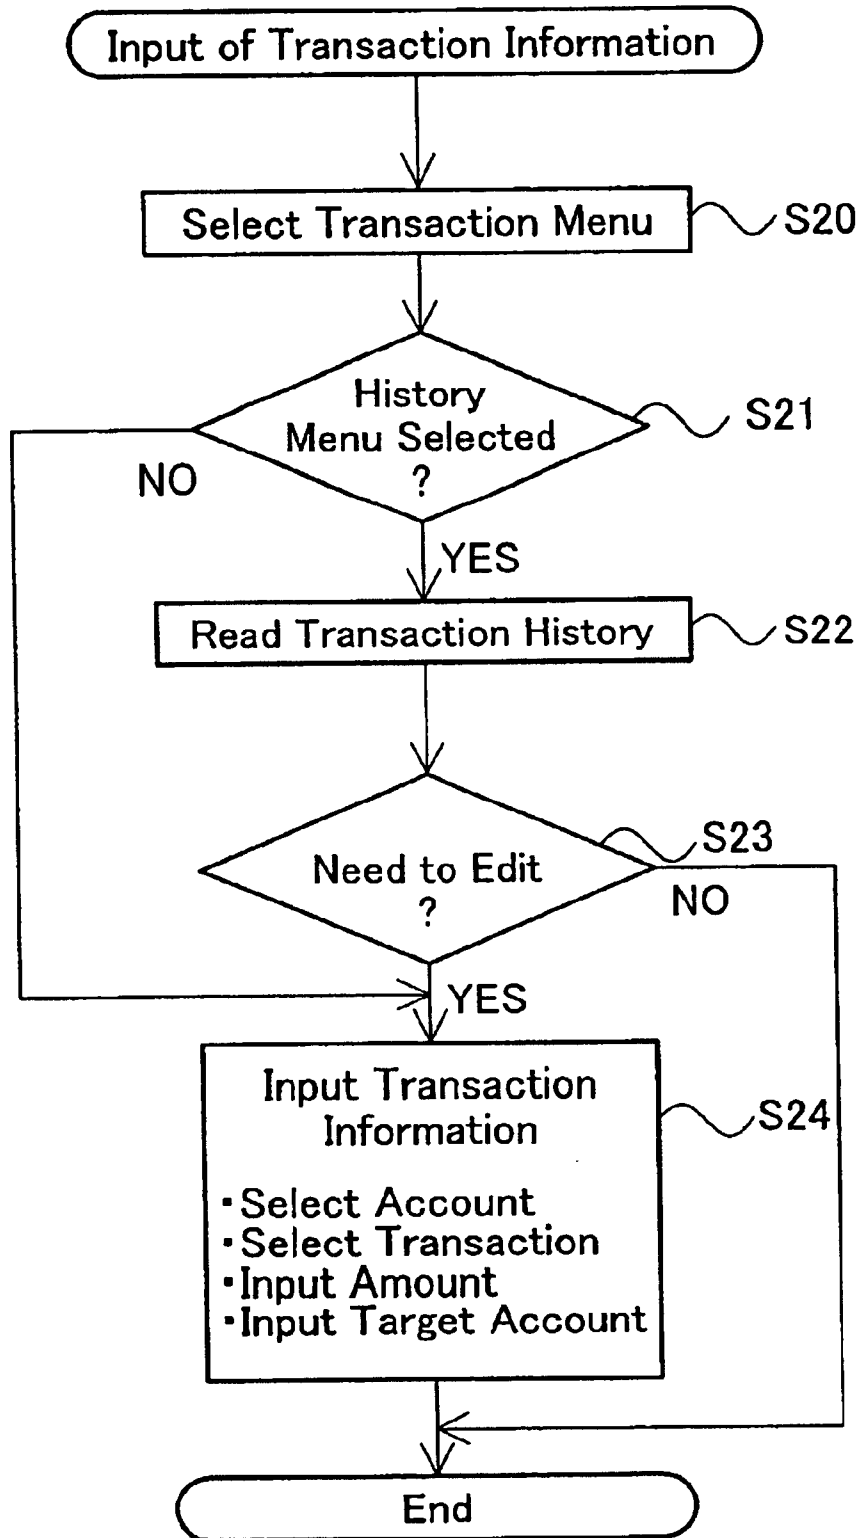 Input of Transaction Information
Select Transaction Menu
S20
History
Menu Selected
?
S21
NO
YES
Read Transaction History
S22
Need to Edit
?
S23
NO
YES
Input Transaction
Information
S24
・Select Account
・Select Transaction
・Input Amount
・Input Target Account
End